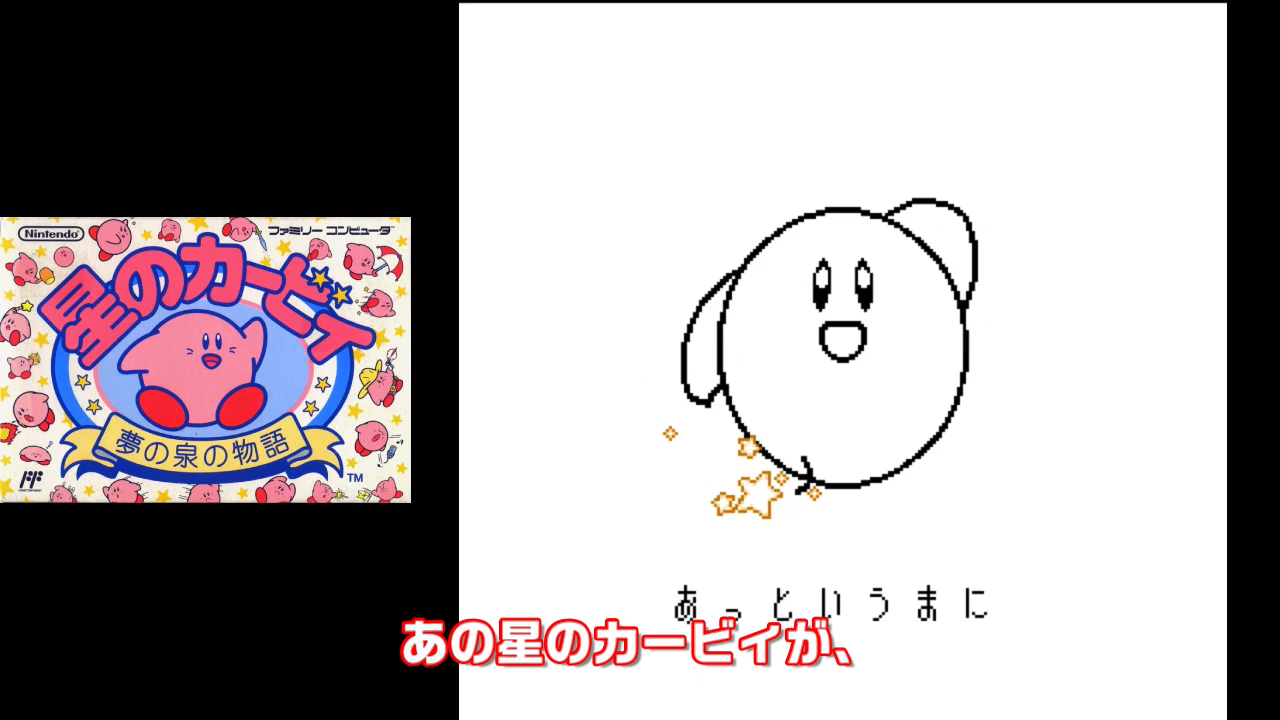 Nintendo
ファミリー コンピュータ™
星のカービィ
夢の泉の物語
TM
あっというまに
あの星のカービィが、